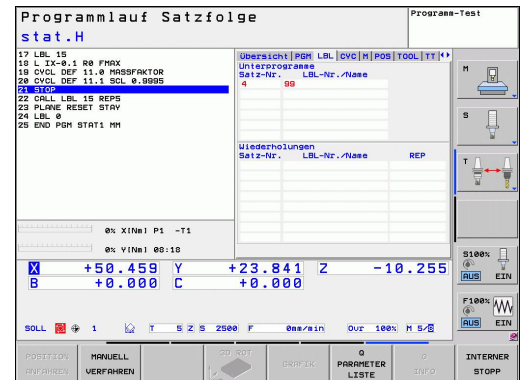 Programmlauf Satzfolge
Programm-Test
stat.H
17 LBL 15
18 L IX-0.1 R0 FMAX
19 CYCL DEF 11.0 MASSFAKTOR
20 CYCL DEF 11.1 SCL 0.9995
21 STOP
22 CALL LBL 15 REP5
23 PLANE RESET STAY
24 LBL 0
25 END PGM STAT1 MM
Übersicht PGM LBL CYC M POS TOOL TT
Unterprogramme
Satz-Nr. LBL-Nr./Name
4 99
Wiederholungen
Satz-Nr. LBL-Nr./Name REP
0% X[Nm] P1 -T1
0% Y[Nm] 08:18
X +50.459 Y +23.841 Z -10.255
B +0.000 C +0.000
SOLL 1 T 5 Z S 2500 F 0mm/min Ovr 100% M 5/8
M
S
T
S100%
AUS EIN
F100%
AUS EIN
POSITION ANFAHREN
MANUELL VERFAHREN
3D ROT
GRAFIK
Q PARAMETER LISTE
Q INFO
INTERNER STOPP